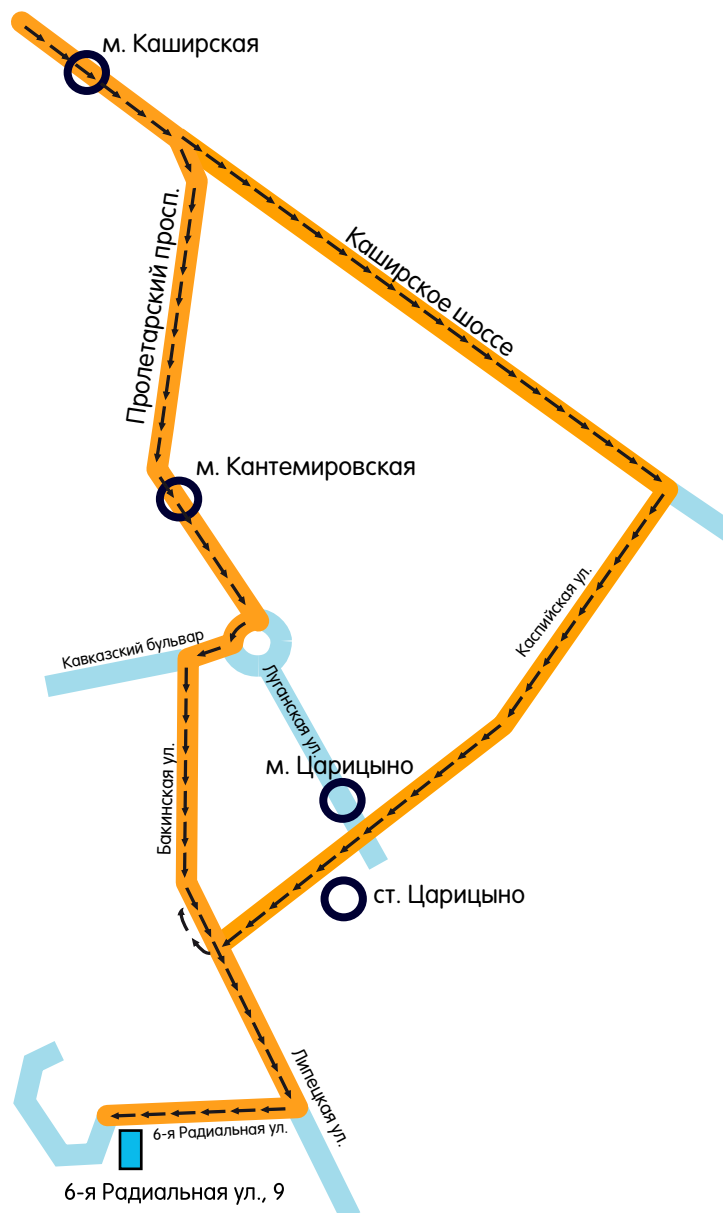 м. Каширская
Пролетарский просп.
Каширское шоссе
м. Кантемировская
Каспийская ул.
Кавказский бульвар
Луганская ул.
Бакинская ул.
м. Царицыно
ст. Царицыно
Липецкая ул.
6-я Радиальная ул.
6-я Радиальная ул., 9